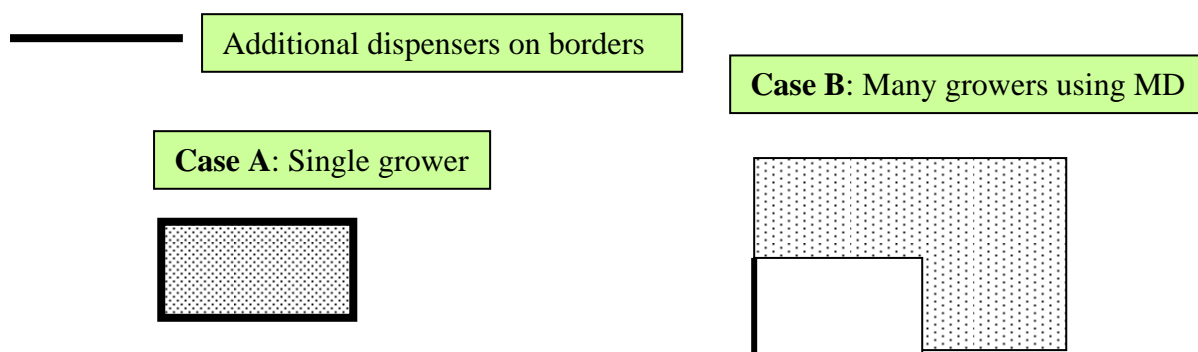 Additional dispensers on borders
Case B: Many growers using MD
Case A: Single grower